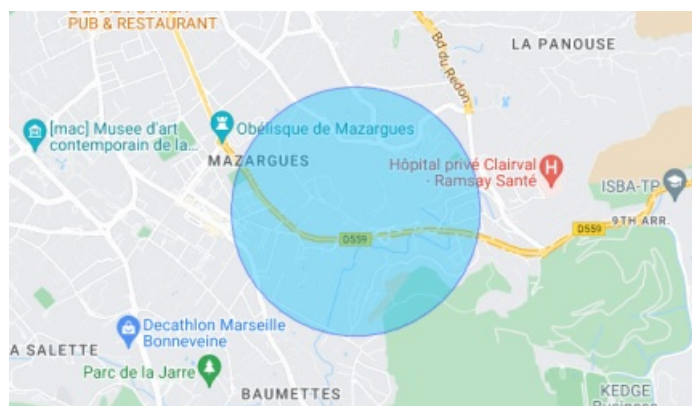 PUB & RESTAURANT
LA PANOUSE
Bd du Redon
[mac] Musee d'art
contemporain de la...
Obélisque de Mazargues
MAZARGUES
Hôpital privé Clairval
- Ramsay Santé
ISBA-TP
9TH ARR.
D559
D559
Decathlon Marseille
Bonneveine
A SALETTE
Parc de la Jarre
BAUMETTES
KEDGE